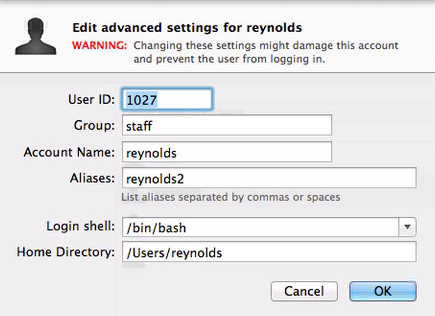 Edit advanced settings for reynolds
WARNING: Changing these settings might damage this account
and prevent the user from logging in.
User ID: 1027
Group: staff
Account Name: reynolds
Aliases: reynolds2
List aliases separated by commas or spaces
Login shell: /bin/bash
Home Directory: /Users/reynolds
Cancel OK